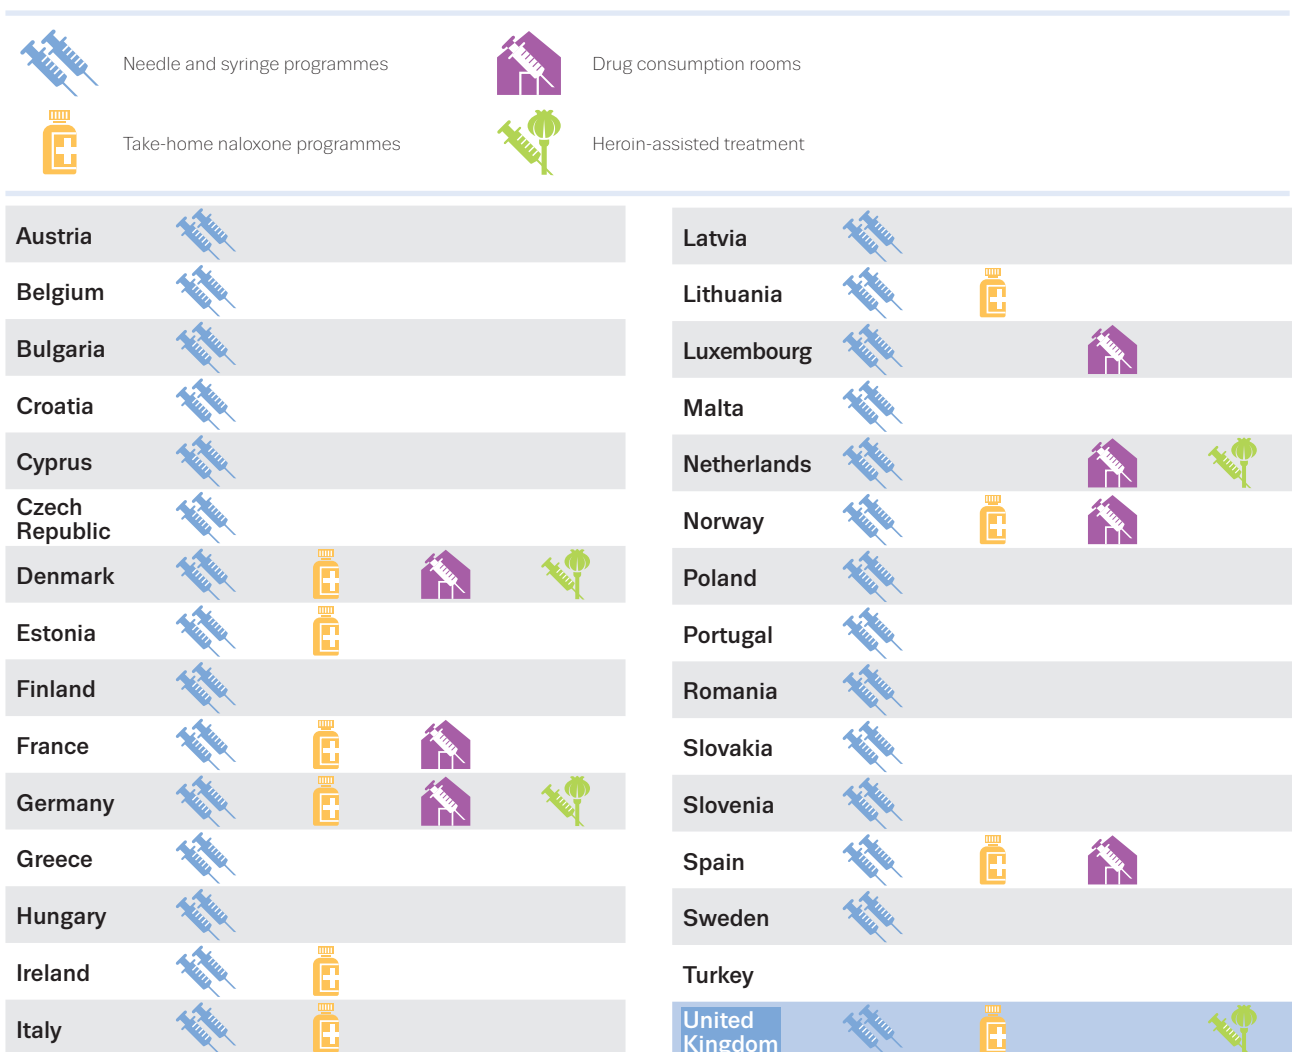 Needle and syringe programmes
Drug consumption rooms
Take-home naloxone programmes
Heroin-assisted treatment
Austria
Belgium
Bulgaria
Croatia
Cyprus
Czech
Republic
Denmark
Estonia
Finland
France
Germany
Greece
Hungary
Ireland
Italy
Latvia
Lithuania
Luxembourg
Malta
Netherlands
Norway
Poland
Portugal
Romania
Slovakia
Slovenia
Spain
Sweden
Turkey
United
Kingdom